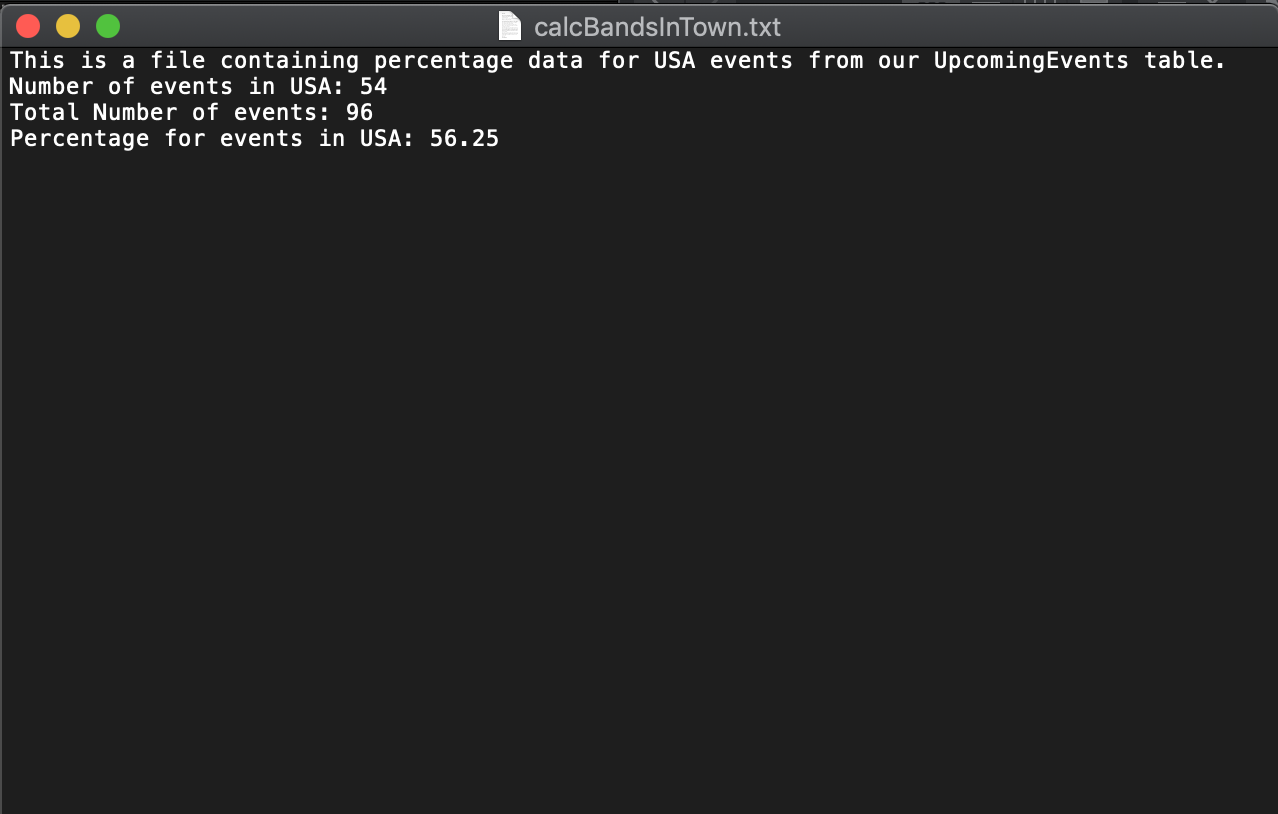 calcBandsInTown.txt
This is a file containing percentage data for USA events from our UpcomingEvents table.
Number of events in USA: 54
Total Number of events: 96
Percentage for events in USA: 56.25